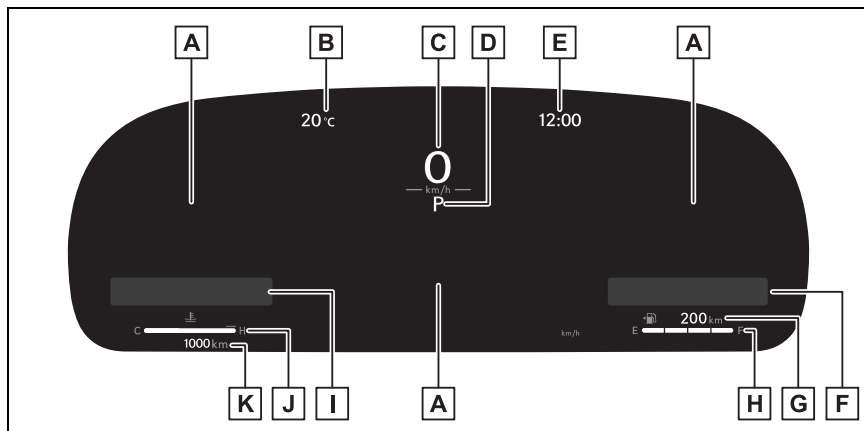 A B C D E A
20 °C 12:00
0
km/h
P
C H km/h 200 km
E F
1000 km
K J I A H G F